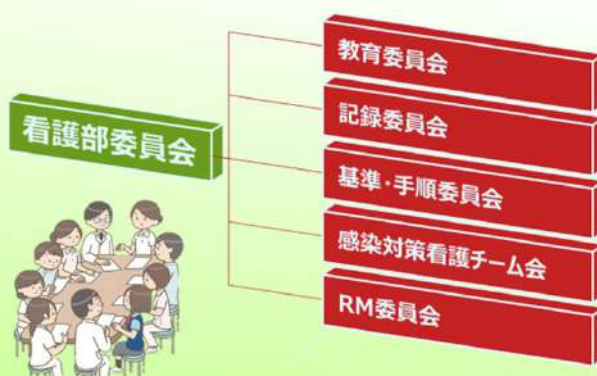 看護部委員会
教育委員会
記録委員会
基準・手順委員会
感染対策看護チーム会
RM委員会